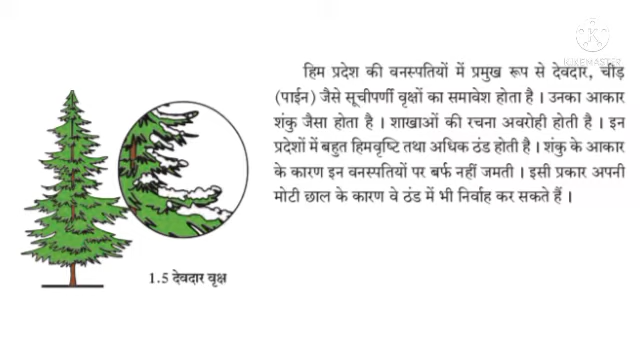 KINEMASTER
हिम प्रदेश की वनस्पतियों में प्रमुख रूप से देवदार, चीड़
(पाईन) जैसे सूचीपर्णी वृक्षों का समावेश होता है । उनका आकार
शंकु जैसा होता है । शाखाओं की रचना अवरोही होती है । इन
प्रदेशों में बहुत हिमवृष्टि तथा अधिक ठंड होती है । शंकु के आकार
के कारण इन वनस्पतियों पर बर्फ नहीं जमती । इसी प्रकार अपनी
मोटी छाल के कारण वे ठंड में भी निर्वाह कर सकते हैं ।
1.5 देवदार वृक्ष